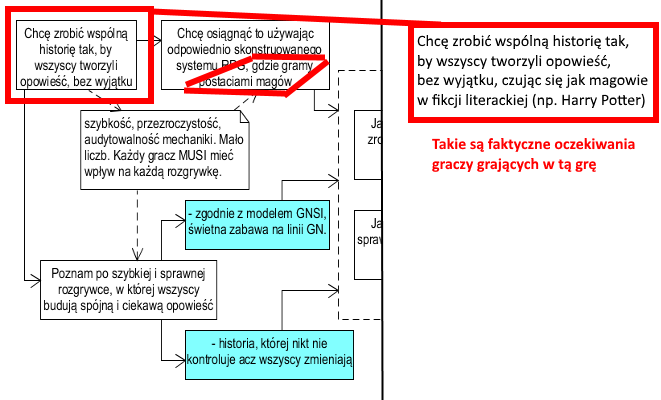 Chcę zrobić wspólną
historię tak, by
wszyscy tworzyli
opowieść, bez wyjątku
Chcę osiągnąć to używając
odpowiednio skonstruowanego
systemu RPG, gdzie gramy
postaciami magów
szybkość, przezroczystość,
audytowalność mechaniki. Mało
liczb. Każdy gracz MUSI mieć
wpływ na każdą rozgrywkę.
- zgodnie z modelem GNSI,
świetna zabawa na linii GN.
Poznam po szybkiej i sprawnej
rozgrywce, w której wszyscy
budują spójną i ciekawą opowieść
- historia, której nikt nie
kontroluje acz wszyscy zmieniają
Ja
zro
Ja
spraw
Chcę zrobić wspólną historię tak,
by wszyscy tworzyli opowieść,
bez wyjątku, czując się jak magowie
w fikcji literackiej (np. Harry Potter)
Takie są faktyczne oczekiwania
graczy grających w tą grę